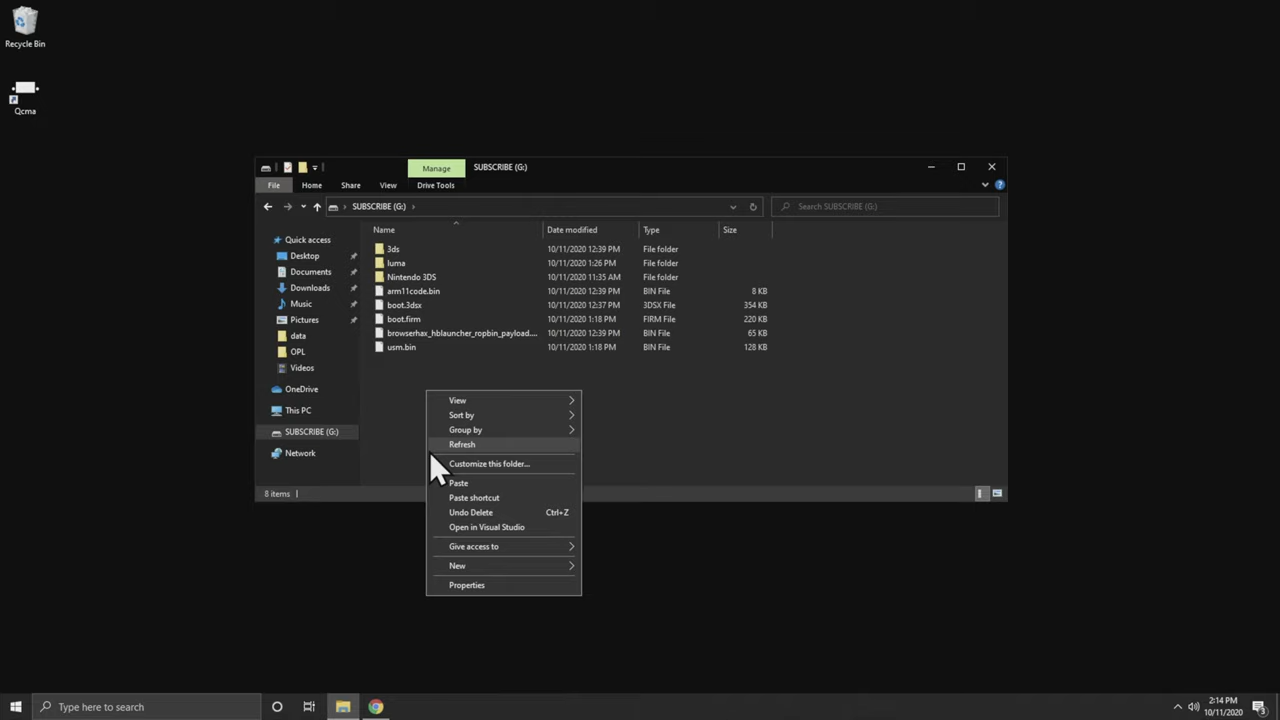 Recycle Bin
Qcma
Manage
SUBSCRIBE (G:)
File
Home
Share
View
Drive Tools
SUBSCRIBE (G:)
Search SUBSCRIBE (G:)
Name
Date modified
Type
Size
Quick access
Desktop
Documents
Downloads
Music
Pictures
data
OPL
Videos
OneDrive
This PC
SUBSCRIBE (G:)
Network
3ds 10/11/2020 12:39 PM File folder
luma 10/11/2020 1:26 PM File folder
Nintendo 3DS 10/11/2020 11:35 AM File folder
arm11code.bin 10/11/2020 12:39 PM BIN File 8 KB
boot.3dsx 10/11/2020 12:37 PM 3DSX File 354 KB
boot.firm 10/11/2020 1:18 PM FIRM File 220 KB
browserhax_hblauncher_ropbin_payload.... 10/11/2020 12:39 PM BIN File 65 KB
usm.bin 10/11/2020 1:18 PM BIN File 128 KB
View
Sort by
Group by
Refresh
Customize this folder...
Paste
Paste shortcut
Undo Delete Ctrl+Z
Open in Visual Studio
Give access to
New
Properties
8 items
Type here to search
2:14 PM
10/11/2020
3